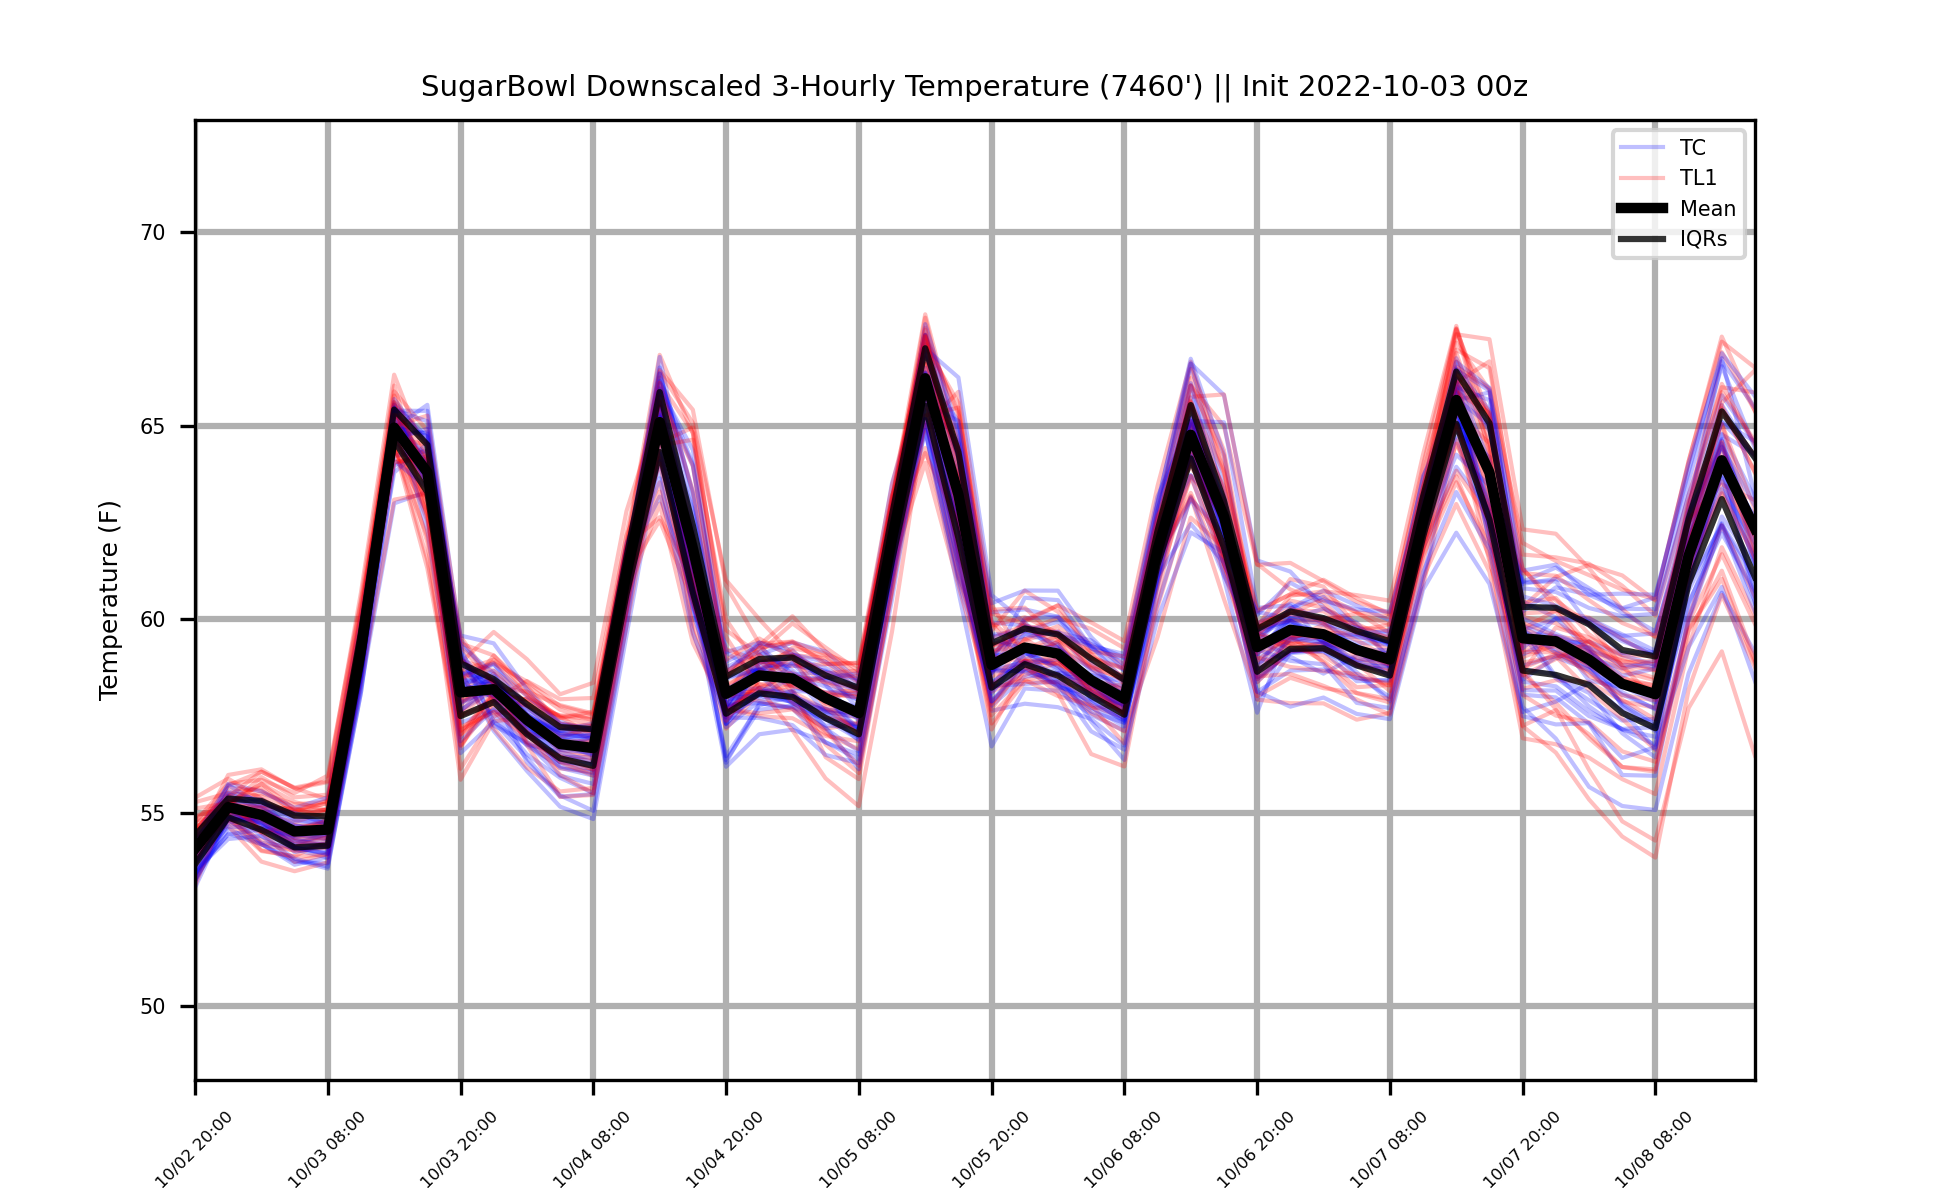 SugarBowl Downscaled 3-Hourly Temperature (7460') || Init 2022-10-03 00z
TC
TL1
Mean
IQRs
Temperature (F)
70
65
60
55
50
10/02 20:00
10/03 08:00
10/03 20:00
10/04 08:00
10/04 20:00
10/05 08:00
10/05 20:00
10/06 08:00
10/06 20:00
10/07 08:00
10/07 20:00
10/08 08:00